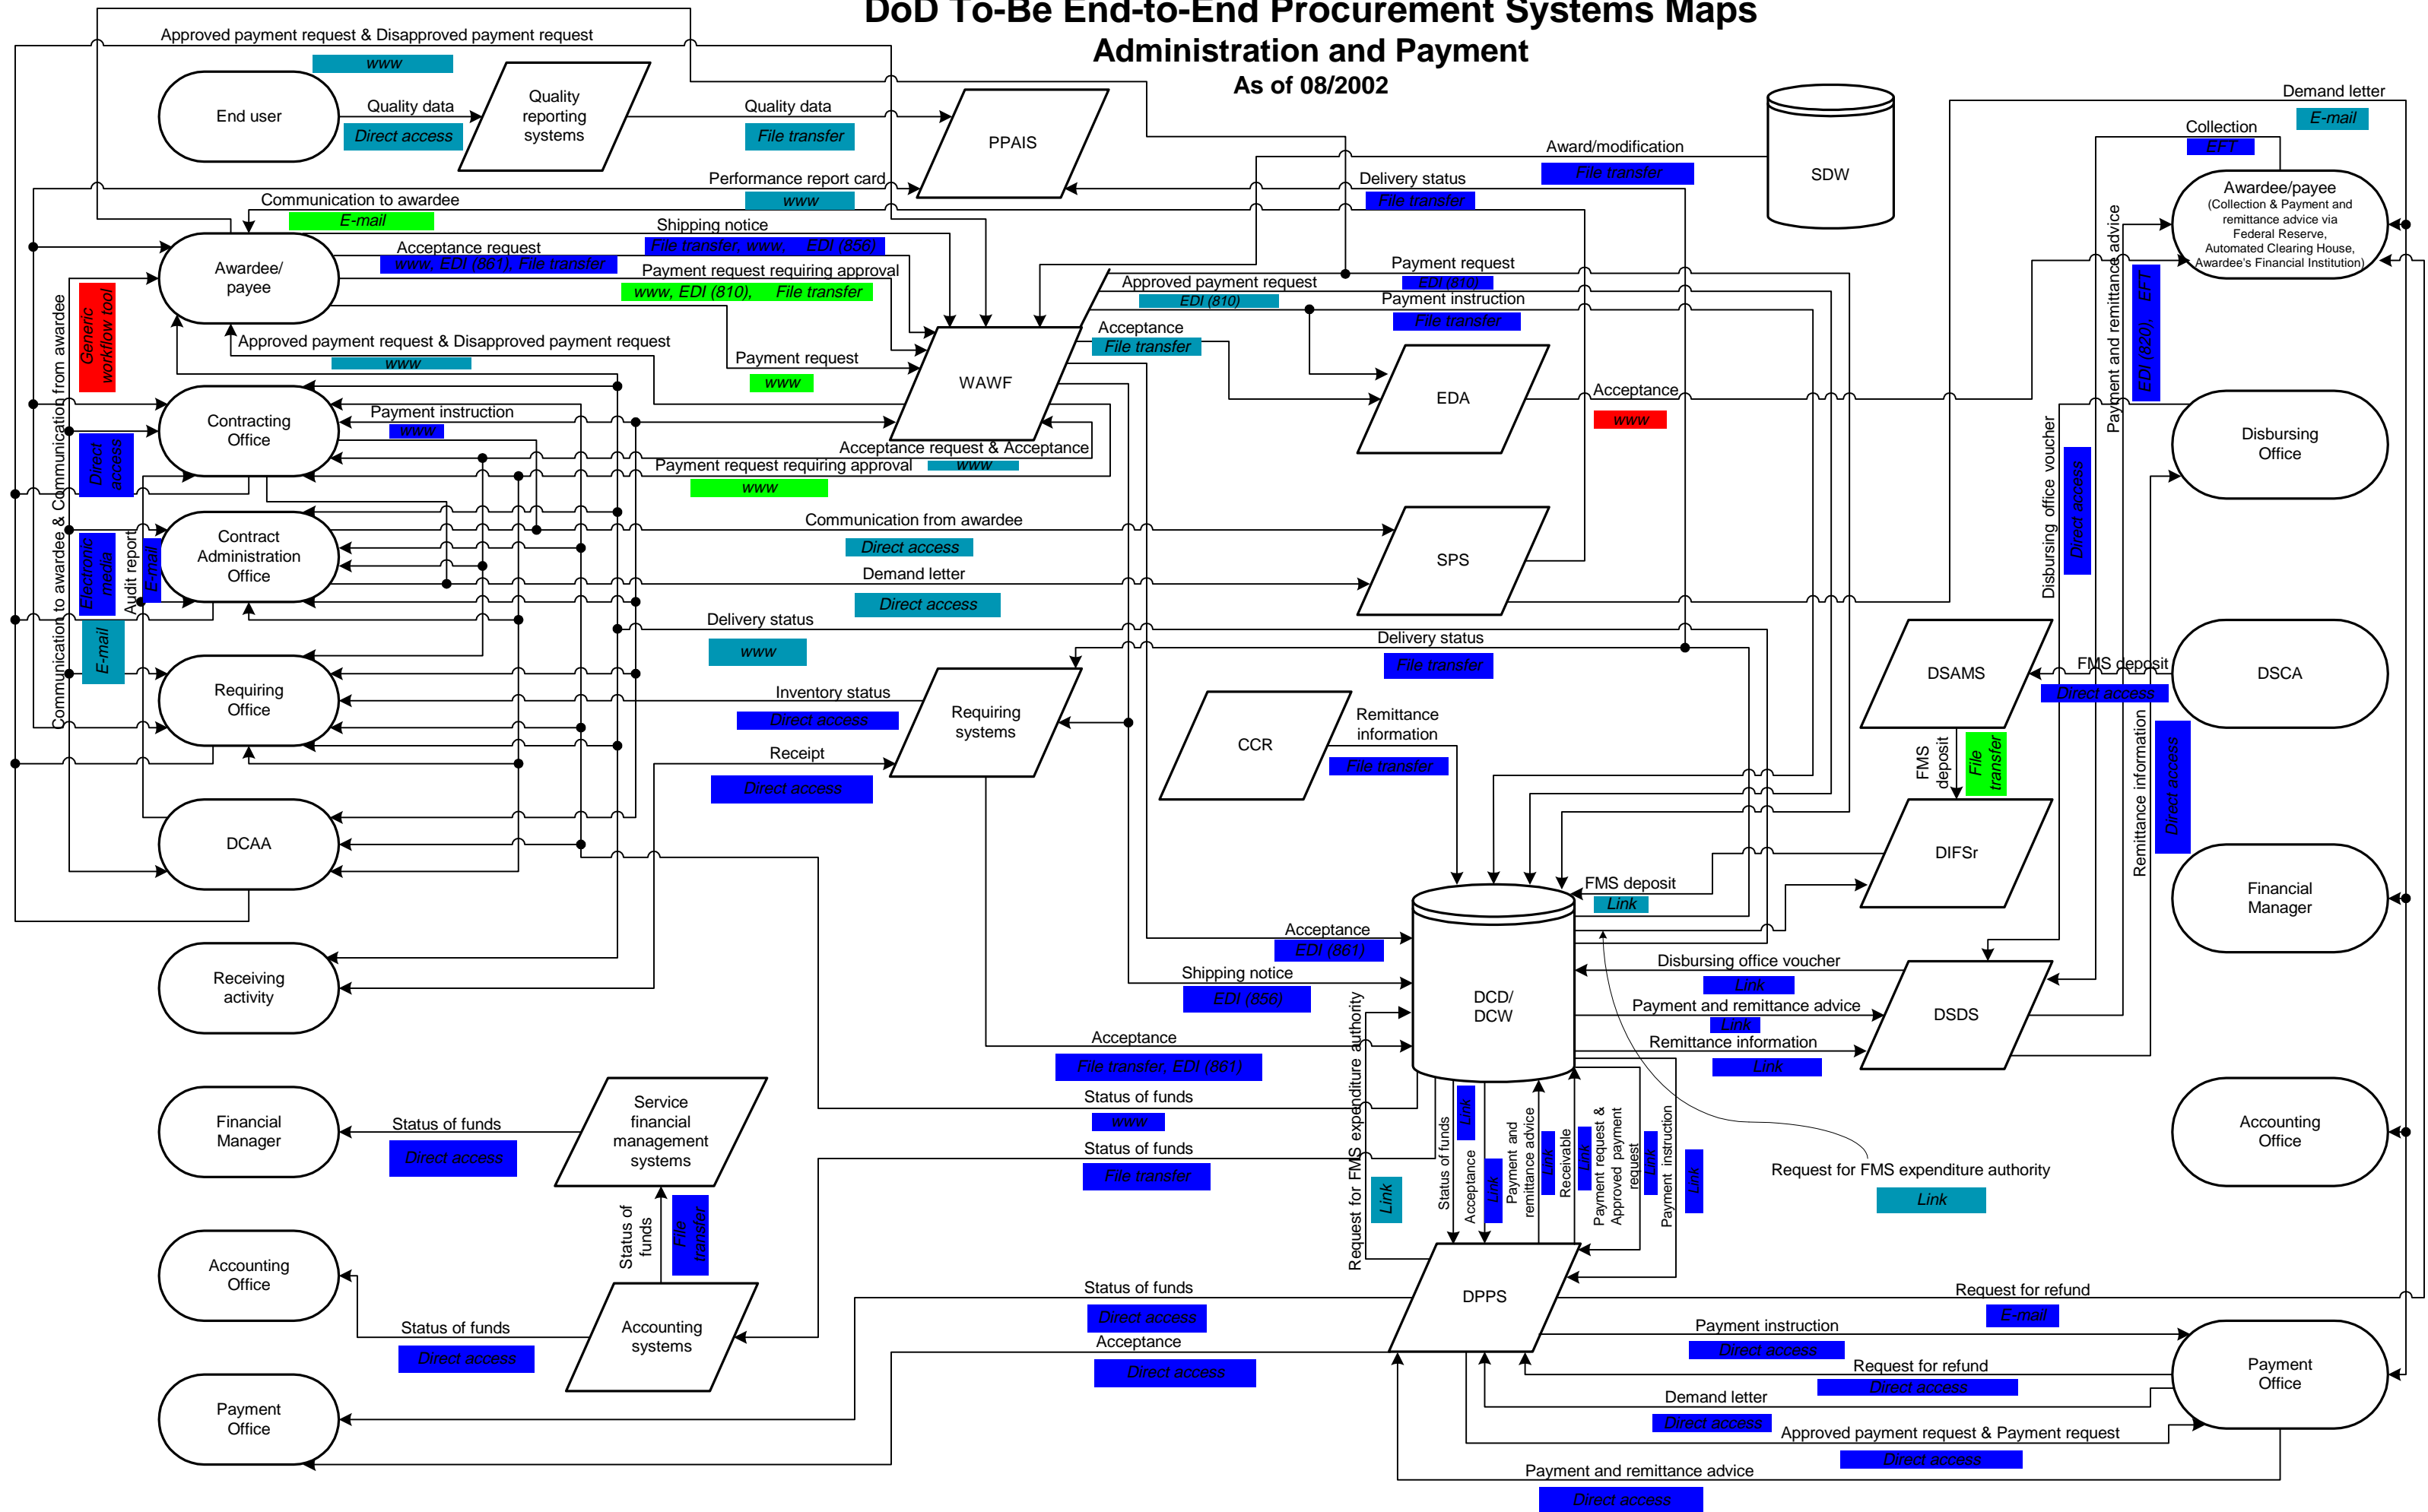 DoD To-Be End-to-End Procurement Systems Maps
Administration and Payment
As of 08/2002
Approved payment request & Disapproved payment request
www
End user
Quality data
Direct access
Quality
reporting
systems
Quality data
File transfer
PPAIS
SDW
Award/modification
File transfer
Demand letter
E-mail
Collection
EFT
Performance report card
www
Delivery status
File transfer
Communication to awardee
E-mail
Shipping notice
File transfer, www, EDI (856)
Acceptance request
www, EDI (861), File transfer
Payment request requiring approval
www, EDI (810), File transfer
Awardee/
payee
Awardee/payee
(Collection & Payment and
remittance advice via
Federal Reserve,
Automated Clearing House,
Awardee's Financial Institution)
Payment request
EDI (810)
Approved payment request
EDI (810)
Payment instruction
File transfer
Acceptance
File transfer
Approved payment request & Disapproved payment request
www
Payment request
www
WAWF
EDA
Acceptance
www
Generic
workflow tool
Communication to awardee & Communication from awardee
Direct
access
Electronic
media
E-mail
Audit report
E-mail
Contracting
Office
Payment instruction
www
Acceptance request & Acceptance
www
Payment request requiring approval
www
Payment and remittance advice
EDI (820), EFT
Disbursing office voucher
Direct access
Disbursing
Office
Contract
Administration
Office
Communication from awardee
Direct access
Demand letter
Direct access
SPS
Delivery status
www
Delivery status
File transfer
Requiring
Office
Inventory status
Direct access
Receipt
Direct access
Requiring
systems
CCR
Remittance
information
File transfer
DSAMS
FMS deposit
Direct access
DSCA
FMS
deposit
File
transfer
Remittance information
Direct access
DCAA
DIFSr
FMS deposit
Link
Financial
Manager
Receiving
activity
Acceptance
EDI (861)
Shipping notice
EDI (856)
DCD/
DCW
Disbursing office voucher
Link
Payment and remittance advice
Link
Remittance information
Link
DSDS
Acceptance
File transfer, EDI (861)
Status of funds
www
Status of funds
File transfer
Financial
Manager
Status of funds
Direct access
Service
financial
management
systems
Status of
funds
File
transfer
Request for FMS expenditure authority
Link
Status of funds
Link
Acceptance
Link
Payment and
remittance advice
Link
Receivable
Link
Payment request &
Approved payment
request
Link
Payment instruction
Link
Request for FMS expenditure authority
Link
Accounting
Office
Accounting
Office
Status of funds
Direct access
Accounting
systems
Status of funds
Direct access
Acceptance
Direct access
DPPS
Request for refund
E-mail
Payment instruction
Direct access
Request for refund
Direct access
Demand letter
Direct access
Approved payment request & Payment request
Direct access
Payment and remittance advice
Direct access
Payment
Office
Payment
Office